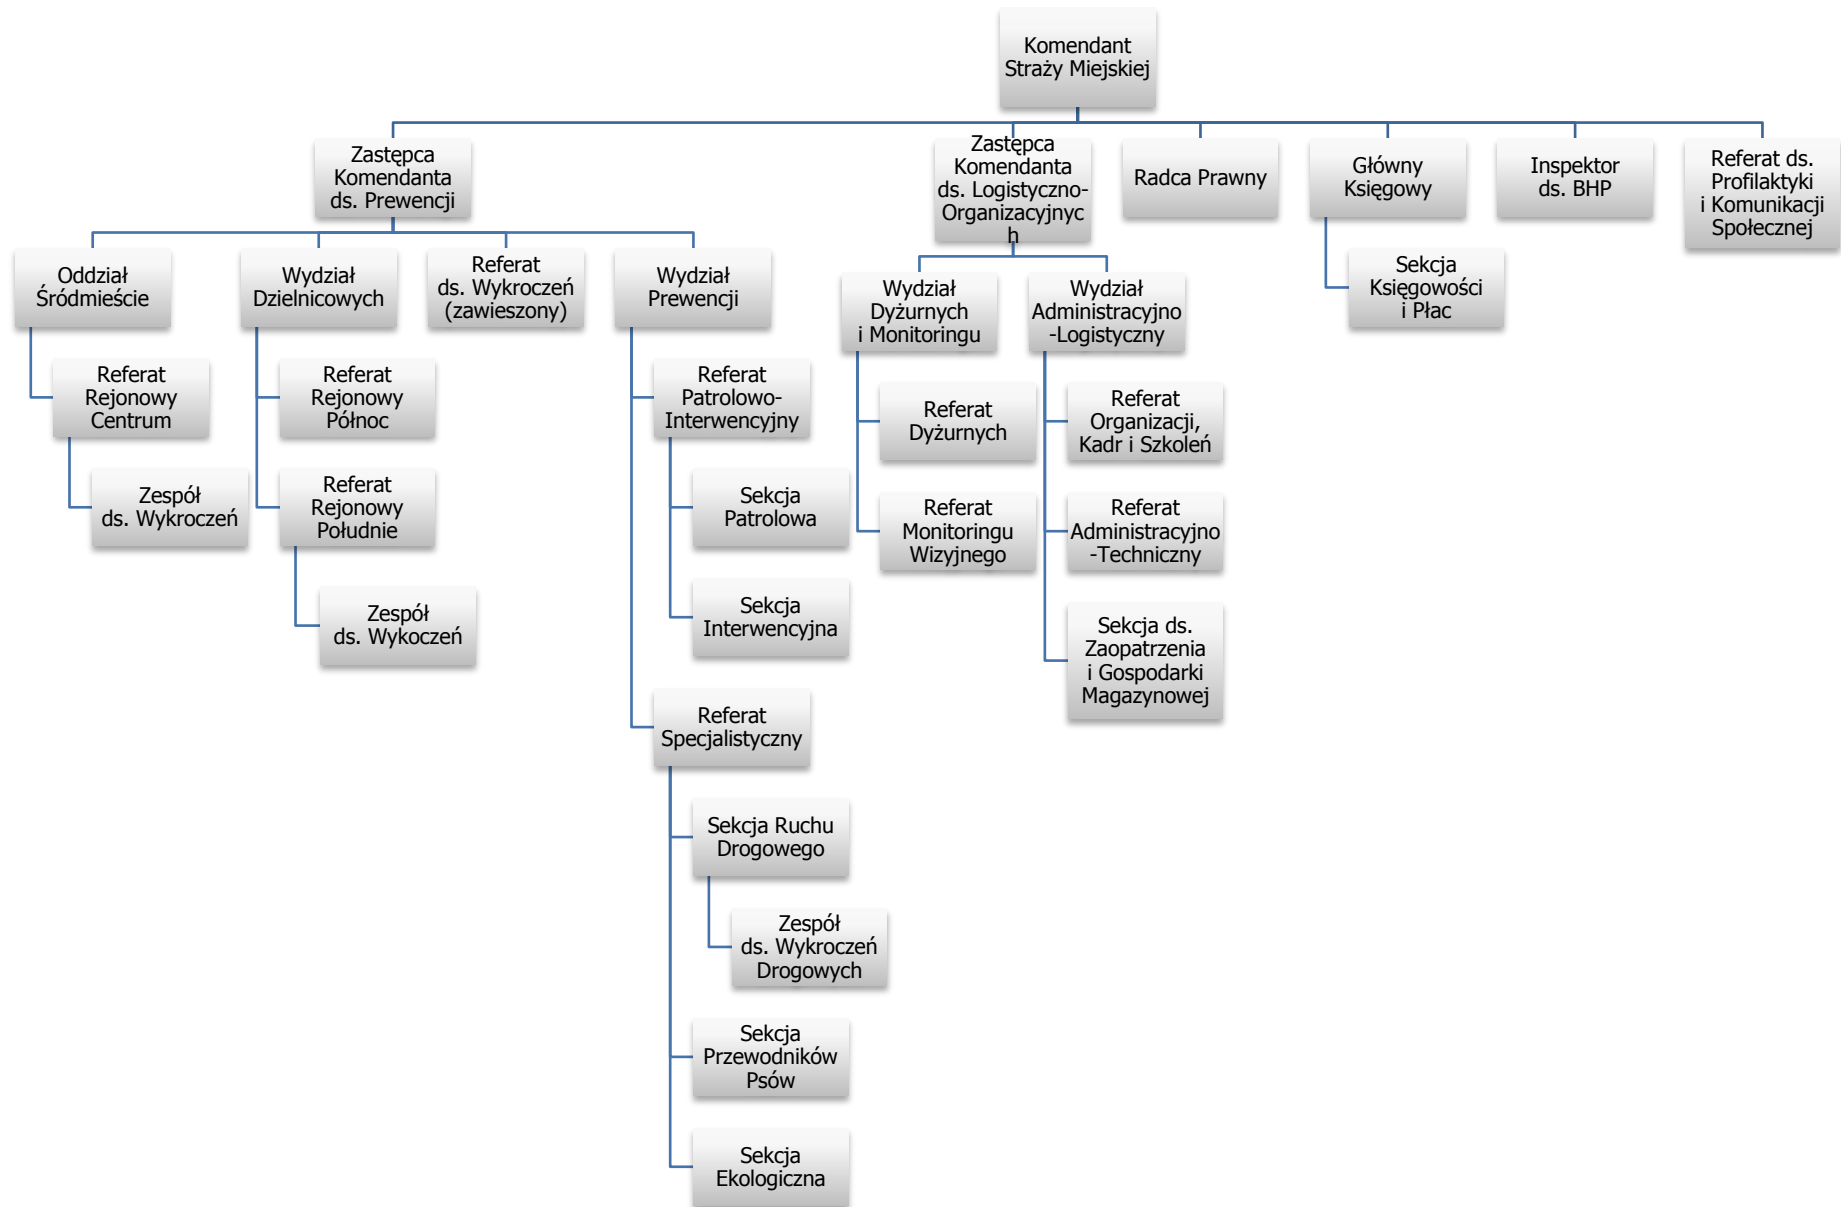 Komendant
Straży Miejskiej
Zastępca
Komendanta
ds. Prewencji
Zastępca
Komendanta
ds. Logistyczno-
Organizacyjnyc
h
Radca Prawny
Główny
Księgowy
Inspektor
ds. BHP
Referat ds.
Profilaktyki
i Komunikacji
Społecznej
Oddział
Śródmieście
Wydział
Dzielnicowych
Referat
ds. Wykroczeń
(zawieszony)
Wydział
Prewencji
Wydział
Dyżurnych
i Monitoringu
Wydział
Administracyjno
-Logistyczny
Sekcja
Księgowości
i Płac
Referat
Rejonowy
Centrum
Zespół
ds. Wykroczeń
Referat
Rejonowy
Północ
Referat
Rejonowy
Południe
Zespół
ds. Wykoczeń
Referat
Patrolowo-
Interwencyjny
Sekcja
Patrolowa
Sekcja
Interwencyjna
Referat
Specjalistyczny
Sekcja Ruchu
Drogowego
Zespół
ds. Wykroczeń
Drogowych
Sekcja
Przewodników
Psów
Sekcja
Ekologiczna
Referat
Dyżurnych
Referat
Monitoringu
Wizyjnego
Referat
Organizacji,
Kadr i Szkoleń
Referat
Administracyjno
-Techniczny
Sekcja ds.
Zaopatrzenia
i Gospodarki
Magazynowej